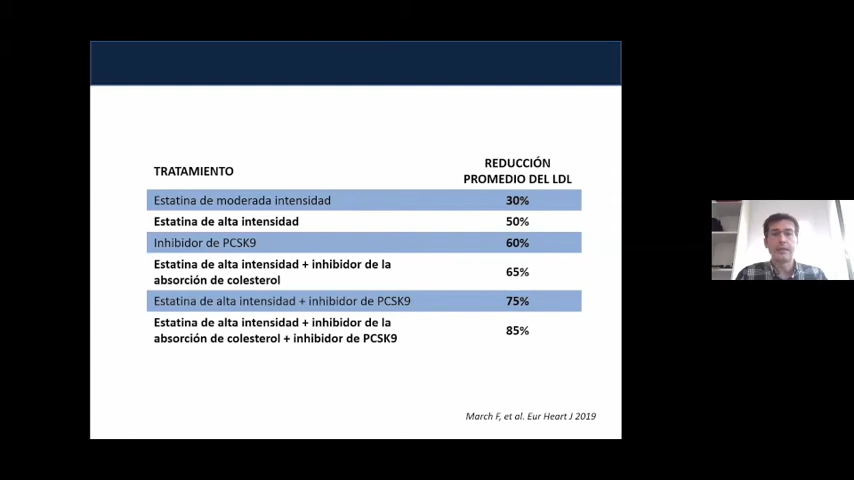 TRATAMIENTO
REDUCCIÓN
PROMEDIO DEL LDL
Estatina de moderada intensidad 30%
Estatina de alta intensidad 50%
Inhibidor de PCSK9 60%
Estatina de alta intensidad + inhibidor de la
absorción de colesterol 65%
Estatina de alta intensidad + inhibidor de PCSK9 75%
Estatina de alta intensidad + inhibidor de la
absorción de colesterol + inhibidor de PCSK9 85%
March F, et al. Eur Heart J 2019